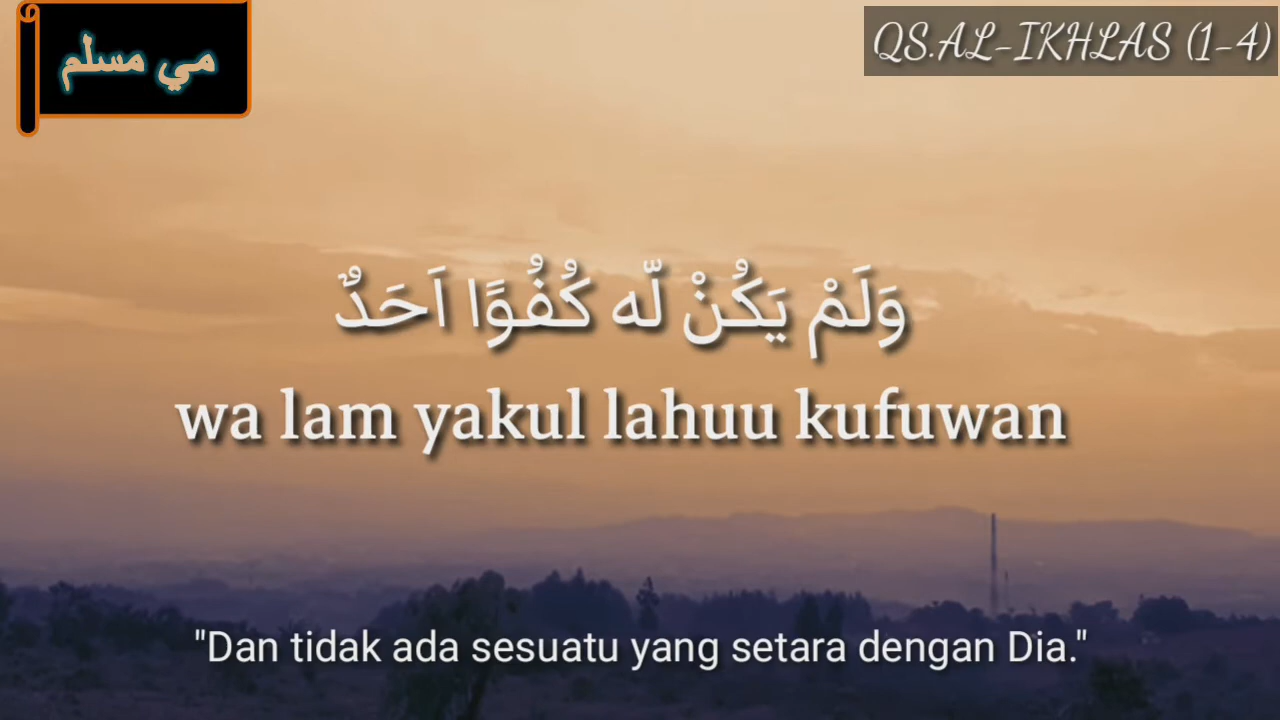 مي مسلم
QS.AL-IKHLAS (1-4)
وَلَمْ يَكُنْ لَّه كُفُوًا اَحَدٌ
wa lam yakul lahuu kufuwan
"Dan tidak ada sesuatu yang setara dengan Dia."